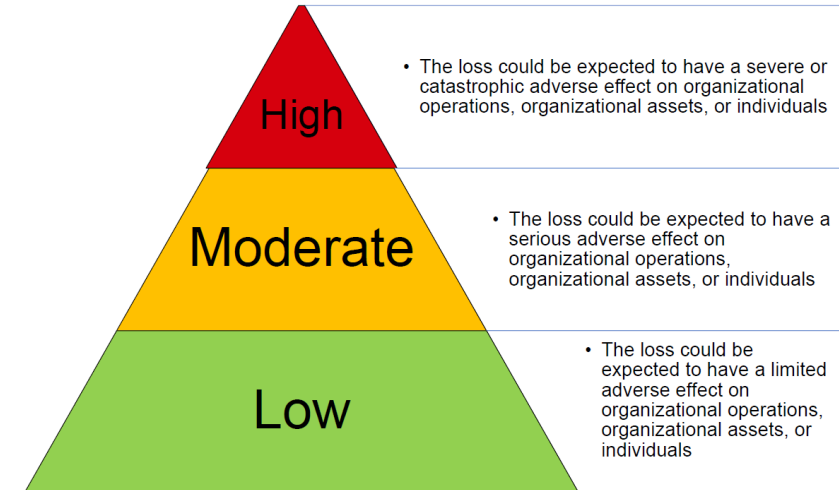 High
• The loss could be expected to have a severe or
catastrophic adverse effect on organizational
operations, organizational assets, or individuals
Moderate
• The loss could be expected to have a
serious adverse effect on
organizational operations,
organizational assets, or individuals
Low
• The loss could be
expected to have a limited
adverse effect on
organizational operations,
organizational assets, or
individuals